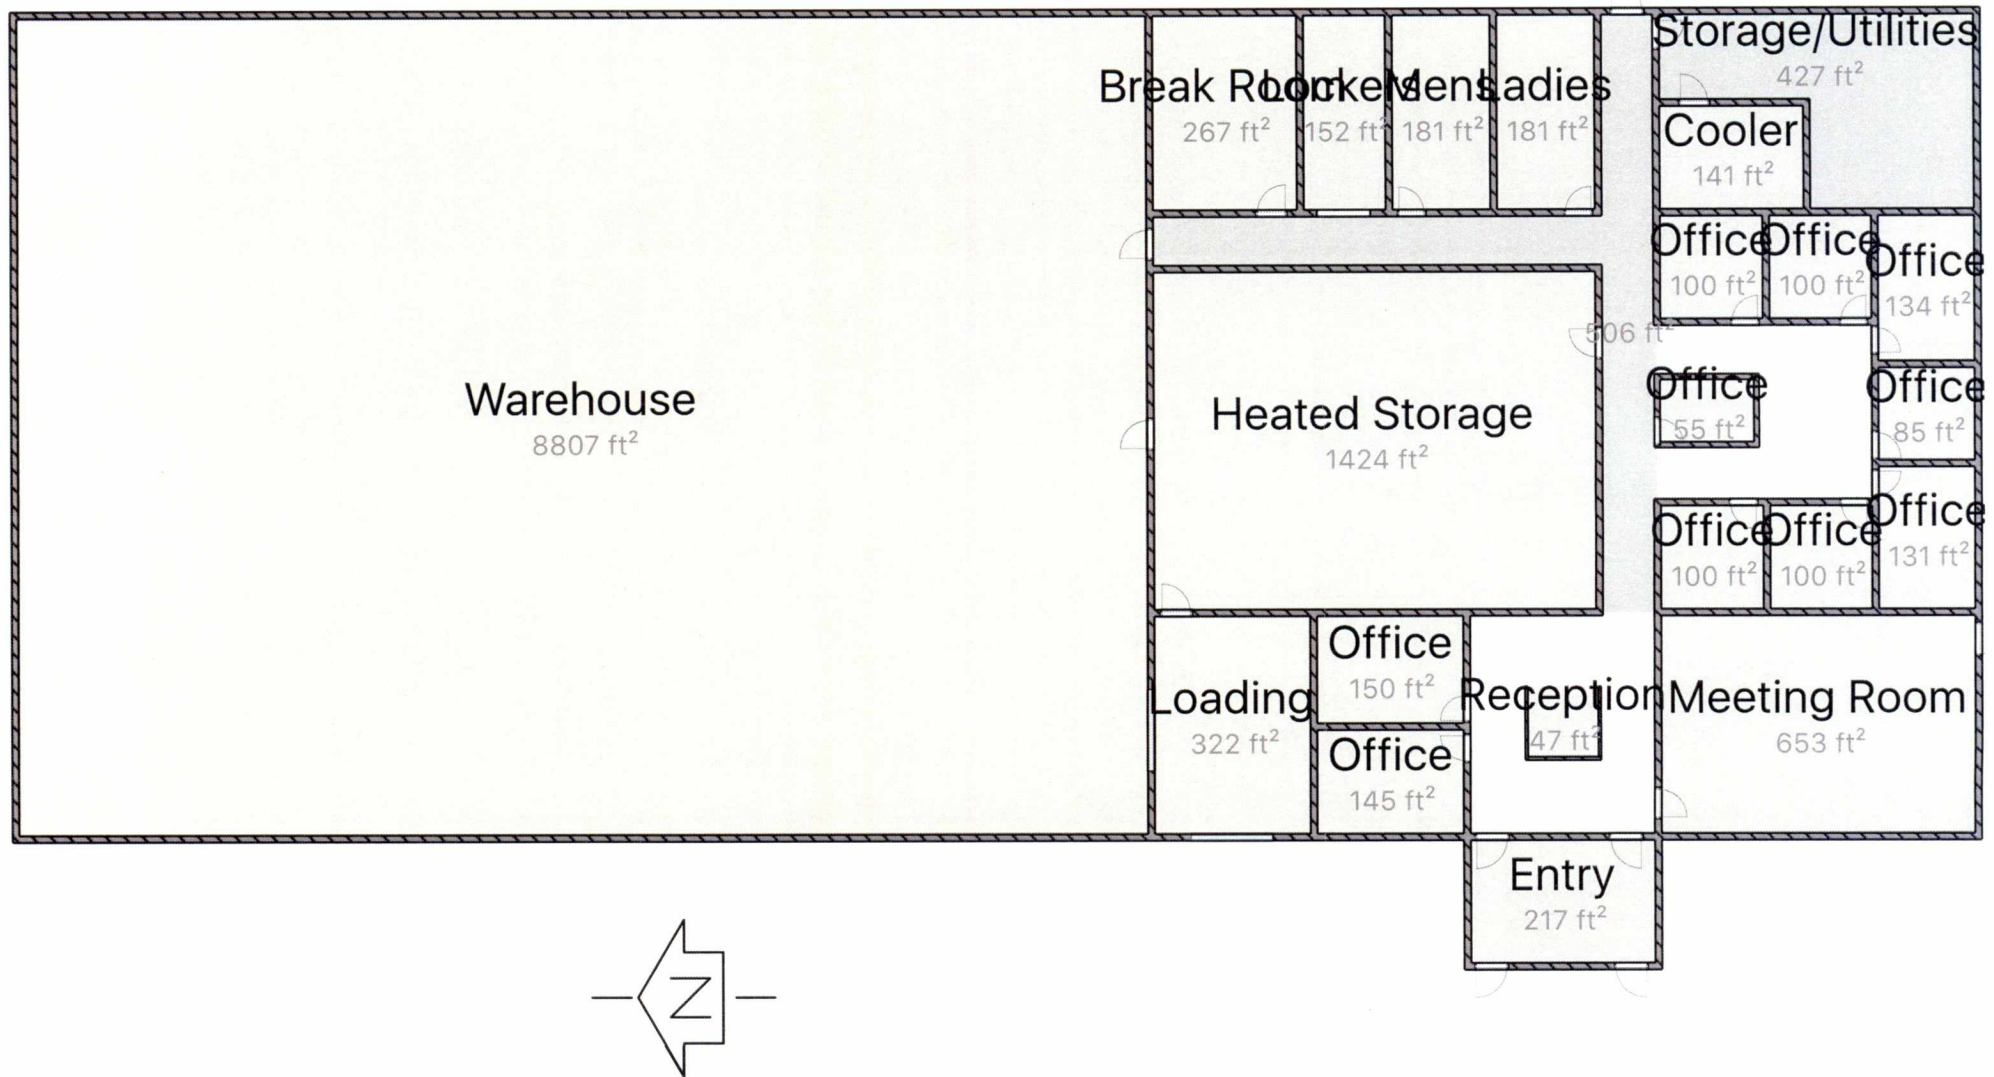 Storage/Utilities
427 ft²
Break Room
267 ft²
Lockers
152 ft²
Mens
181 ft²
Ladies
181 ft²
Cooler
141 ft²
Office
100 ft²
Office
100 ft²
Office
134 ft²
506 ft²
Warehouse
8807 ft²
Heated Storage
1424 ft²
Office
55 ft²
Office
85 ft²
Office
100 ft²
Office
100 ft²
Office
131 ft²
Loading
322 ft²
Office
150 ft²
Office
145 ft²
Reception
47 ft²
Meeting Room
653 ft²
Entry
217 ft²
N